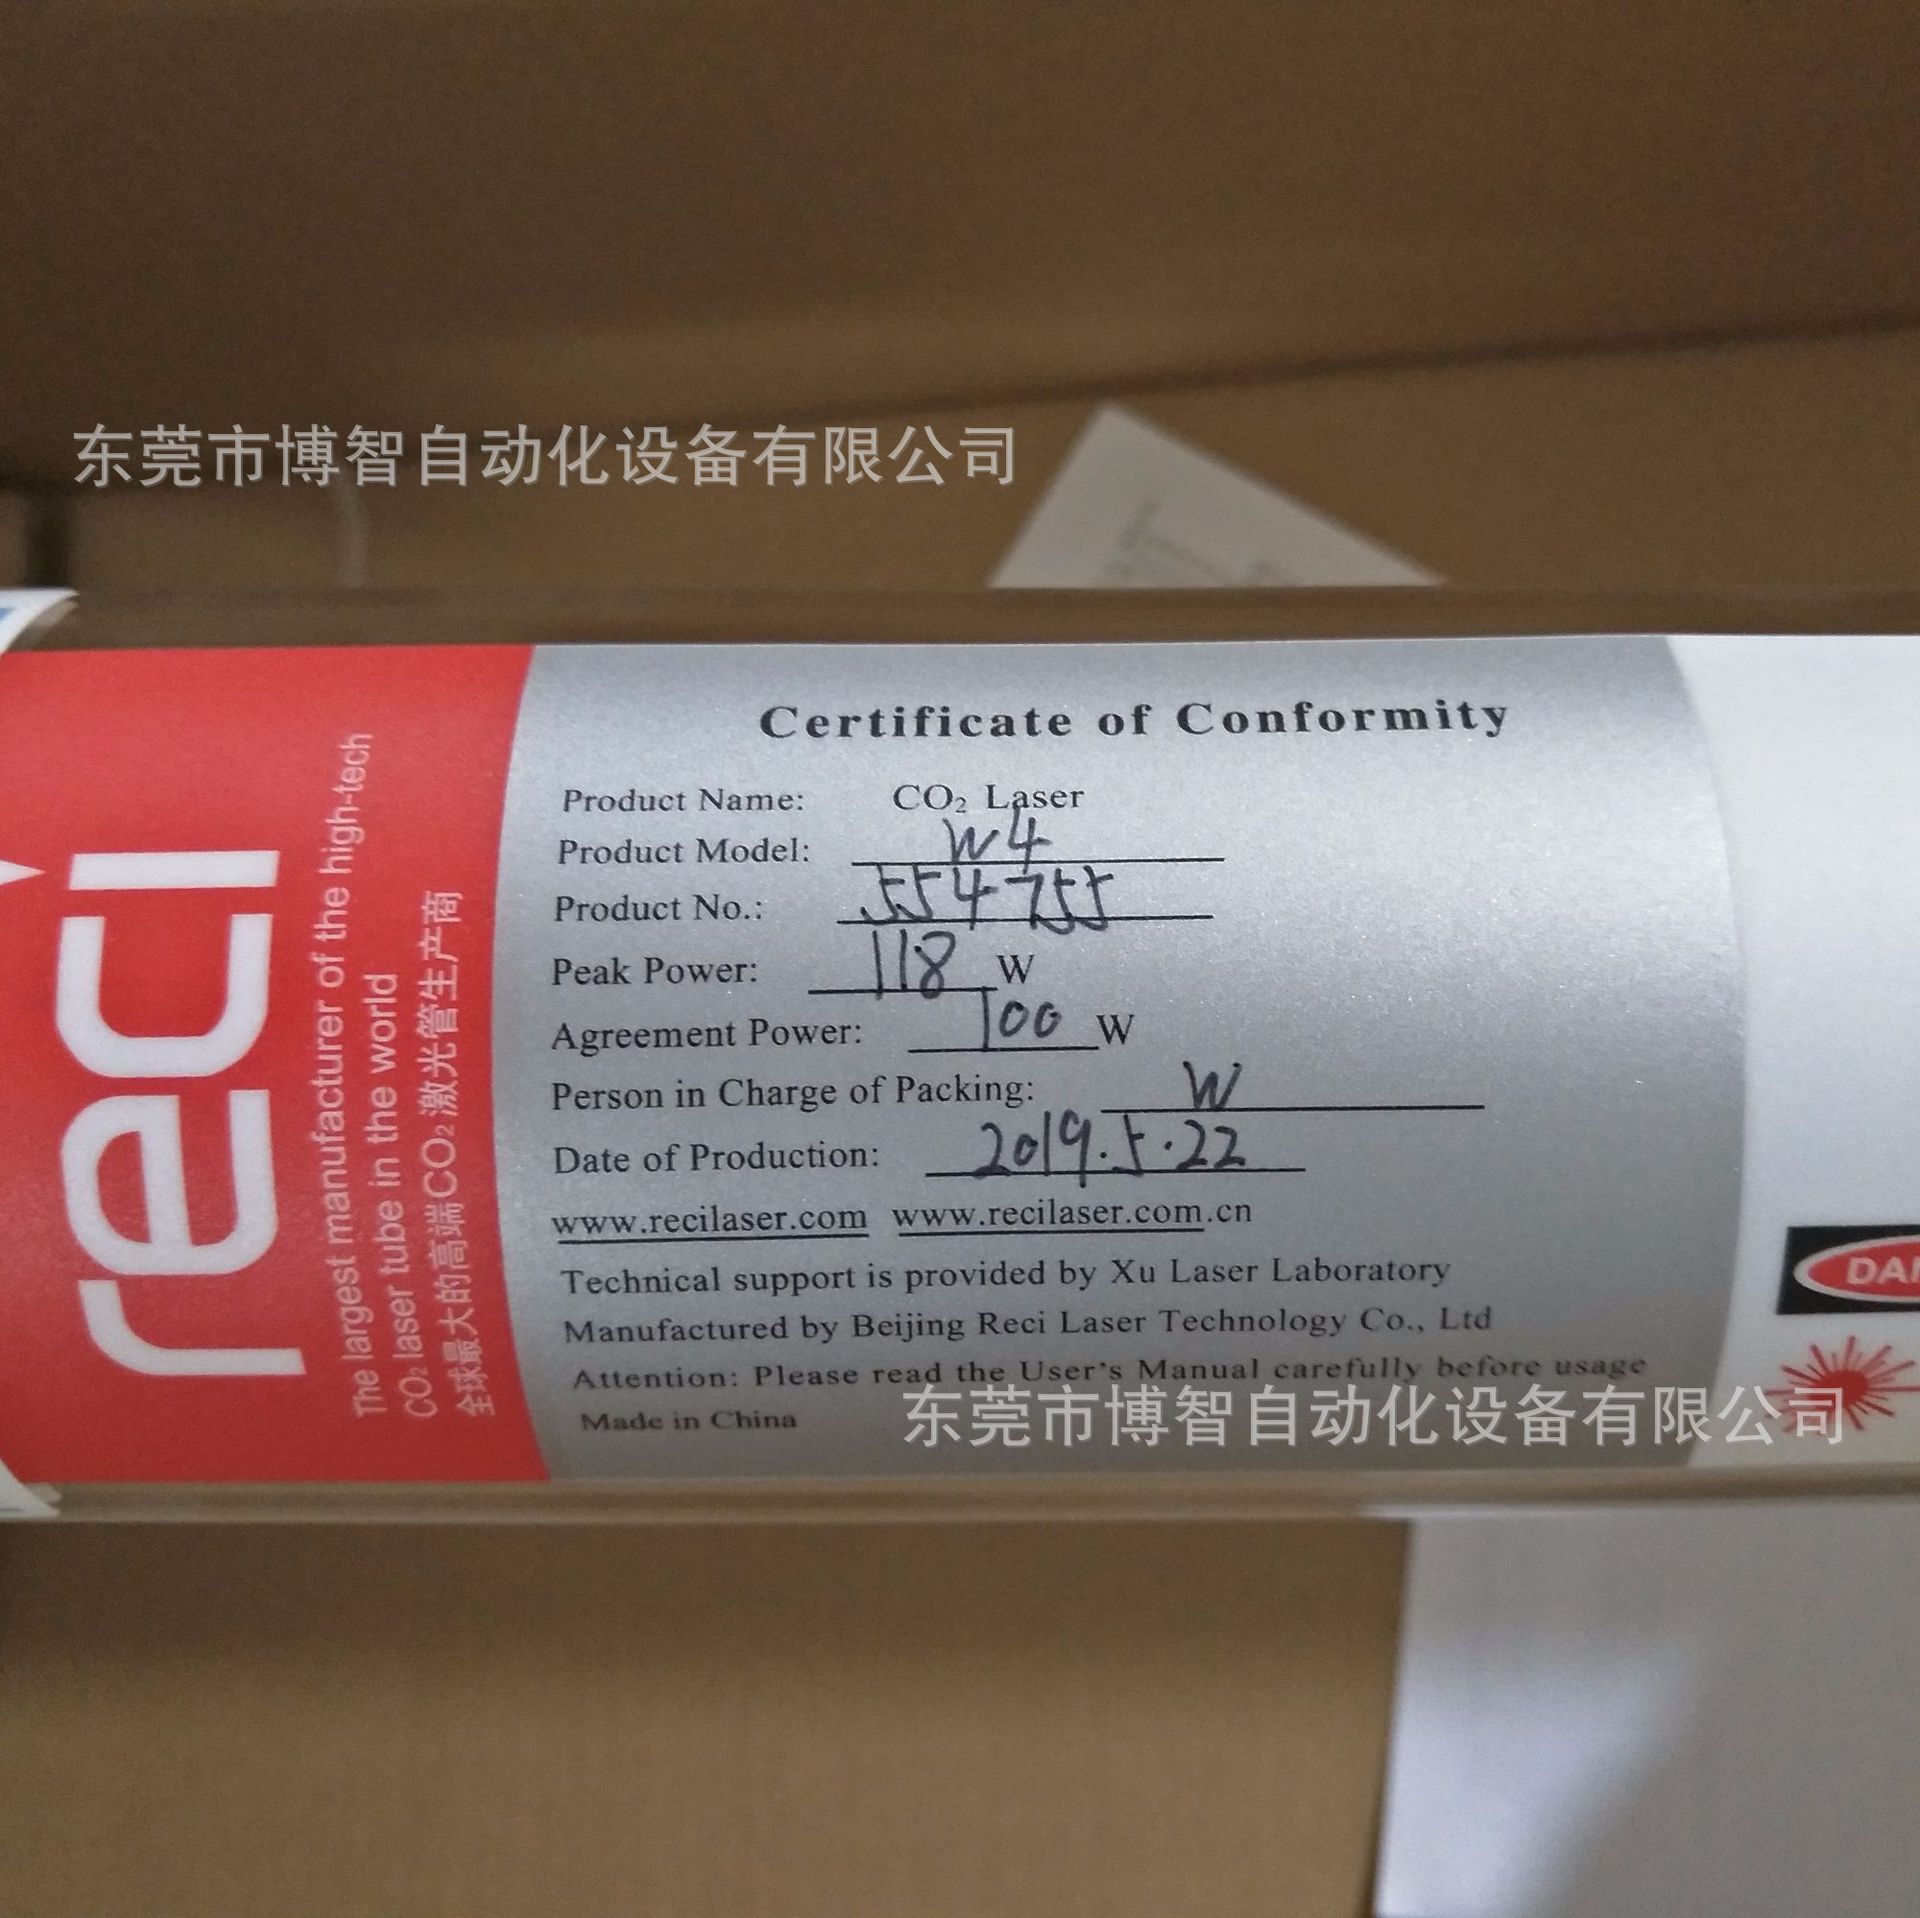 东莞市博智自动化设备有限公司
reci
The largest manufacturer of the high-tech
CO₂ laser tube in the world
全球最大的高端CO₂激光管生产商
Certificate of Conformity
Product Name: CO₂ Laser
Product Model: W4
Product No.: 554755
Peak Power: 118 W
Agreement Power: 100 W
Person in Charge of Packing: W
Date of Production: 2019.5.22
www.recilaser.com www.recilaser.com.cn
Technical support is provided by Xu Laser Laboratory
Manufactured by Beijing Reci Laser Technology Co., Ltd
Attention: Please read the User's Manual carefully before usage
Made in China
东莞市博智自动化设备有限公司